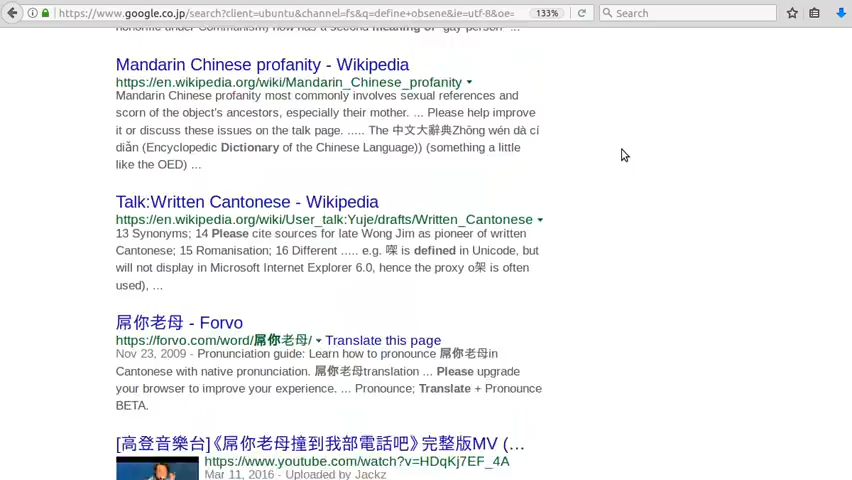 https://www.google.co.jp/search?client=ubuntu&channel=fs&q=define+obsene&ie=utf-8&oe=
133%
Search
honorific under Communism) now has a second meaning of "gay person" ...
Mandarin Chinese profanity - Wikipedia
https://en.wikipedia.org/wiki/Mandarin_Chinese_profanity
Mandarin Chinese profanity most commonly involves sexual references and
scorn of the object's ancestors, especially their mother. ... Please help improve
it or discuss these issues on the talk page. ..... The 中文大辭典Zhōng wén dà cí
diǎn (Encyclopedic Dictionary of the Chinese Language)) (something a little
like the OED) ...
Talk:Written Cantonese - Wikipedia
https://en.wikipedia.org/wiki/User_talk:Yuje/drafts/Written_Cantonese
13 Synonyms; 14 Please cite sources for late Wong Jim as pioneer of written
Cantonese; 15 Romanisation; 16 Different ..... e.g. 㗎 is defined in Unicode, but
will not display in Microsoft Internet Explorer 6.0, hence the proxy o架 is often
used), ...
屌你老母 - Forvo
https://forvo.com/word/屌你老母/ Translate this page
Nov 23, 2009 - Pronunciation guide: Learn how to pronounce 屌你老母in
Cantonese with native pronunciation. 屌你老母translation ... Please upgrade
your browser to improve your experience. ... Pronounce; Translate + Pronounce
BETA.
[高登音樂台]《屌你老母撞到我部電話吧》完整版MV (...
https://www.youtube.com/watch?v=HDqKj7EF_4A
Mar 11, 2016 - Uploaded by Jackz